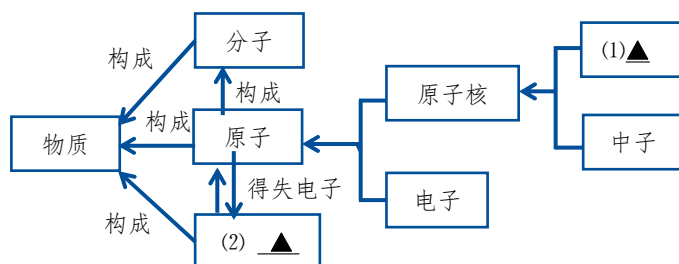 分子
(1)▲
构成
构成
原子核
构成
物质
原子
中子
得失电子
电子
构成
(2) ▲